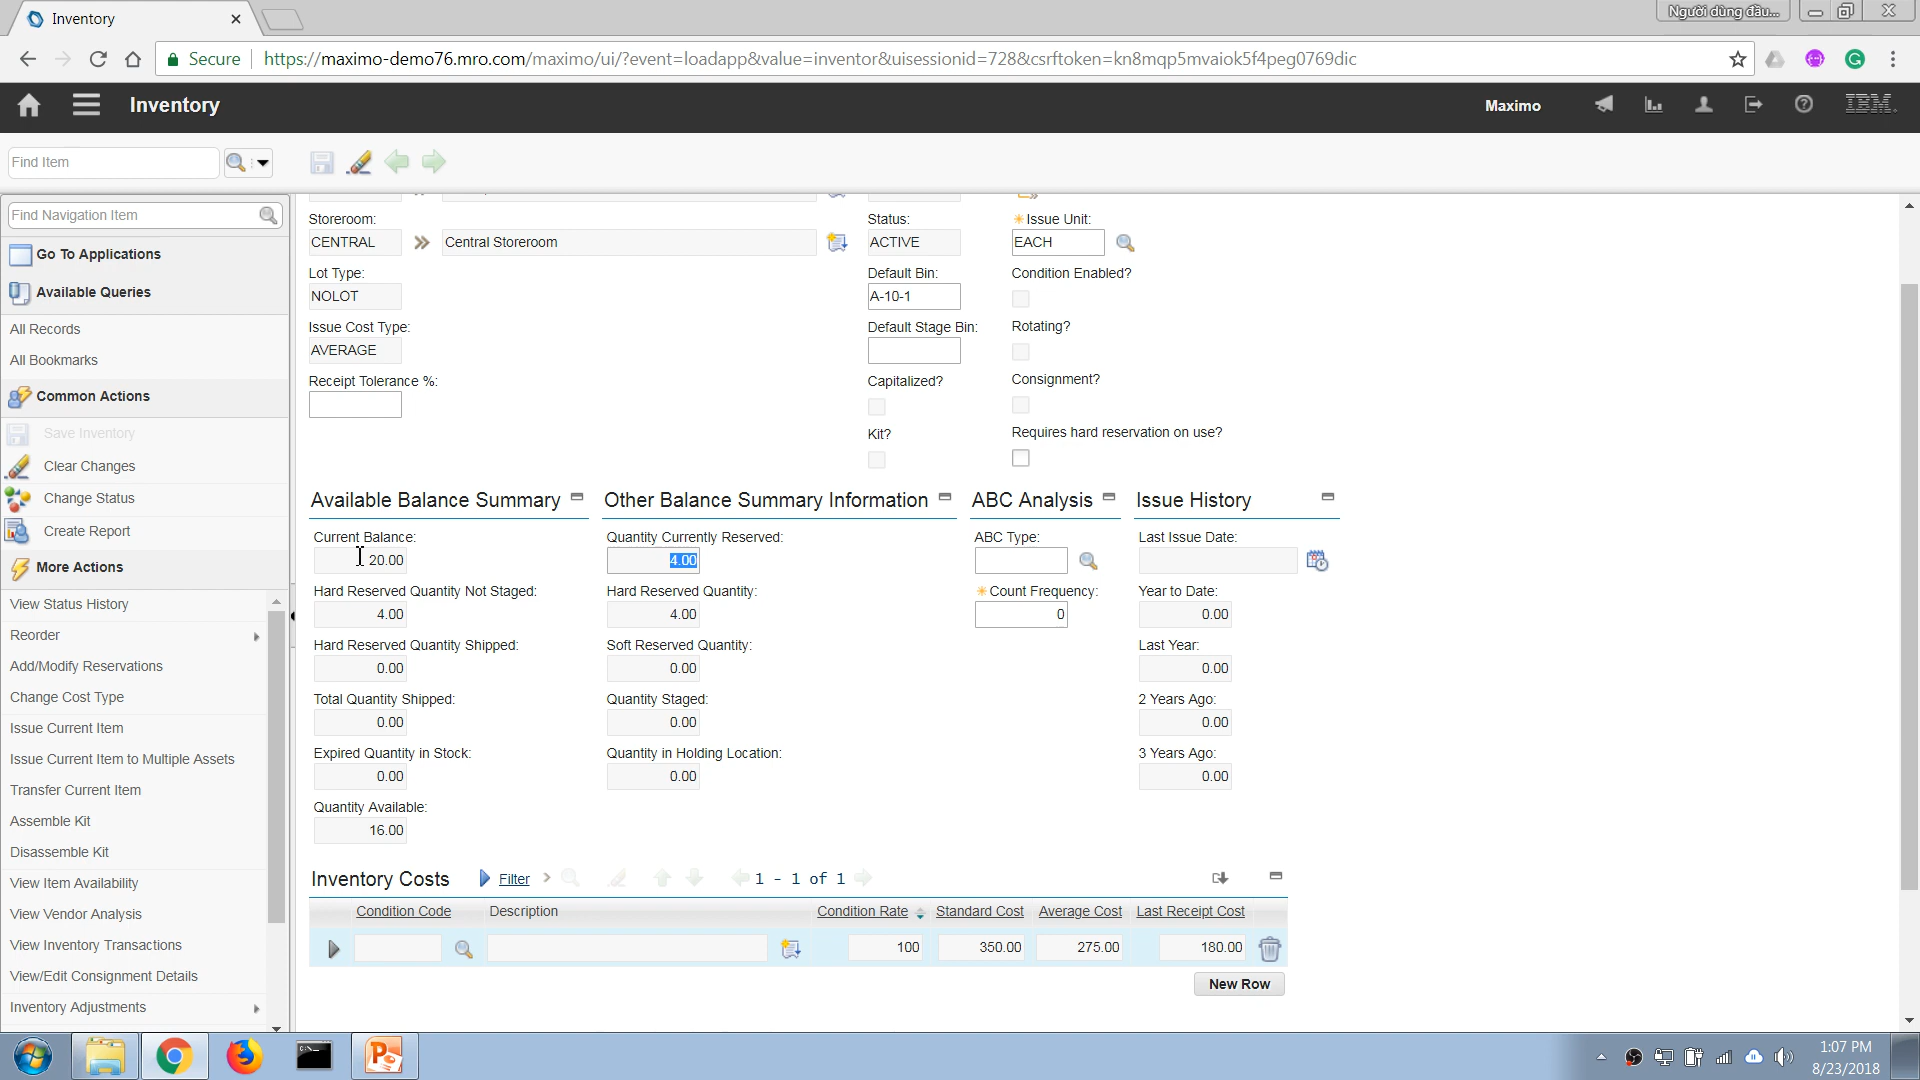 Inventory
Người dùng đầu...
Secure
https://maximo-demo76.mro.com/maximo/ui/?event=loadapp&value=inventor&uisessionid=728&csrftoken=kn8mqp5mvaiok5f4peg0769dic
Inventory
Maximo
IBM.
Find Item
Find Navigation Item
Go To Applications
Available Queries
All Records
All Bookmarks
Common Actions
Save Inventory
Clear Changes
Change Status
Create Report
More Actions
View Status History
Reorder
Add/Modify Reservations
Change Cost Type
Issue Current Item
Issue Current Item to Multiple Assets
Transfer Current Item
Assemble Kit
Disassemble Kit
View Item Availability
View Vendor Analysis
View Inventory Transactions
View/Edit Consignment Details
Inventory Adjustments
Storeroom:
CENTRAL
Central Storeroom
Lot Type:
NOLOT
Issue Cost Type:
AVERAGE
Receipt Tolerance %:
Status:
ACTIVE
Default Bin:
A-10-1
Default Stage Bin:
Capitalized?
Kit?
Issue Unit:
EACH
Condition Enabled?
Rotating?
Consignment?
Requires hard reservation on use?
Available Balance Summary
Current Balance:
20.00
Hard Reserved Quantity Not Staged:
4.00
Hard Reserved Quantity Shipped:
0.00
Total Quantity Shipped:
0.00
Expired Quantity in Stock:
0.00
Quantity Available:
16.00
Other Balance Summary Information
Quantity Currently Reserved:
4.00
Hard Reserved Quantity:
4.00
Soft Reserved Quantity:
0.00
Quantity Staged:
0.00
Quantity in Holding Location:
0.00
ABC Analysis
ABC Type:
Count Frequency:
0
Issue History
Last Issue Date:
Year to Date:
0.00
Last Year:
0.00
2 Years Ago:
0.00
3 Years Ago:
0.00
Inventory Costs Filter 1 - 1 of 1
Condition Code Description Condition Rate Standard Cost Average Cost Last Receipt Cost
100 350.00 275.00 180.00
New Row
1:07 PM
8/23/2018